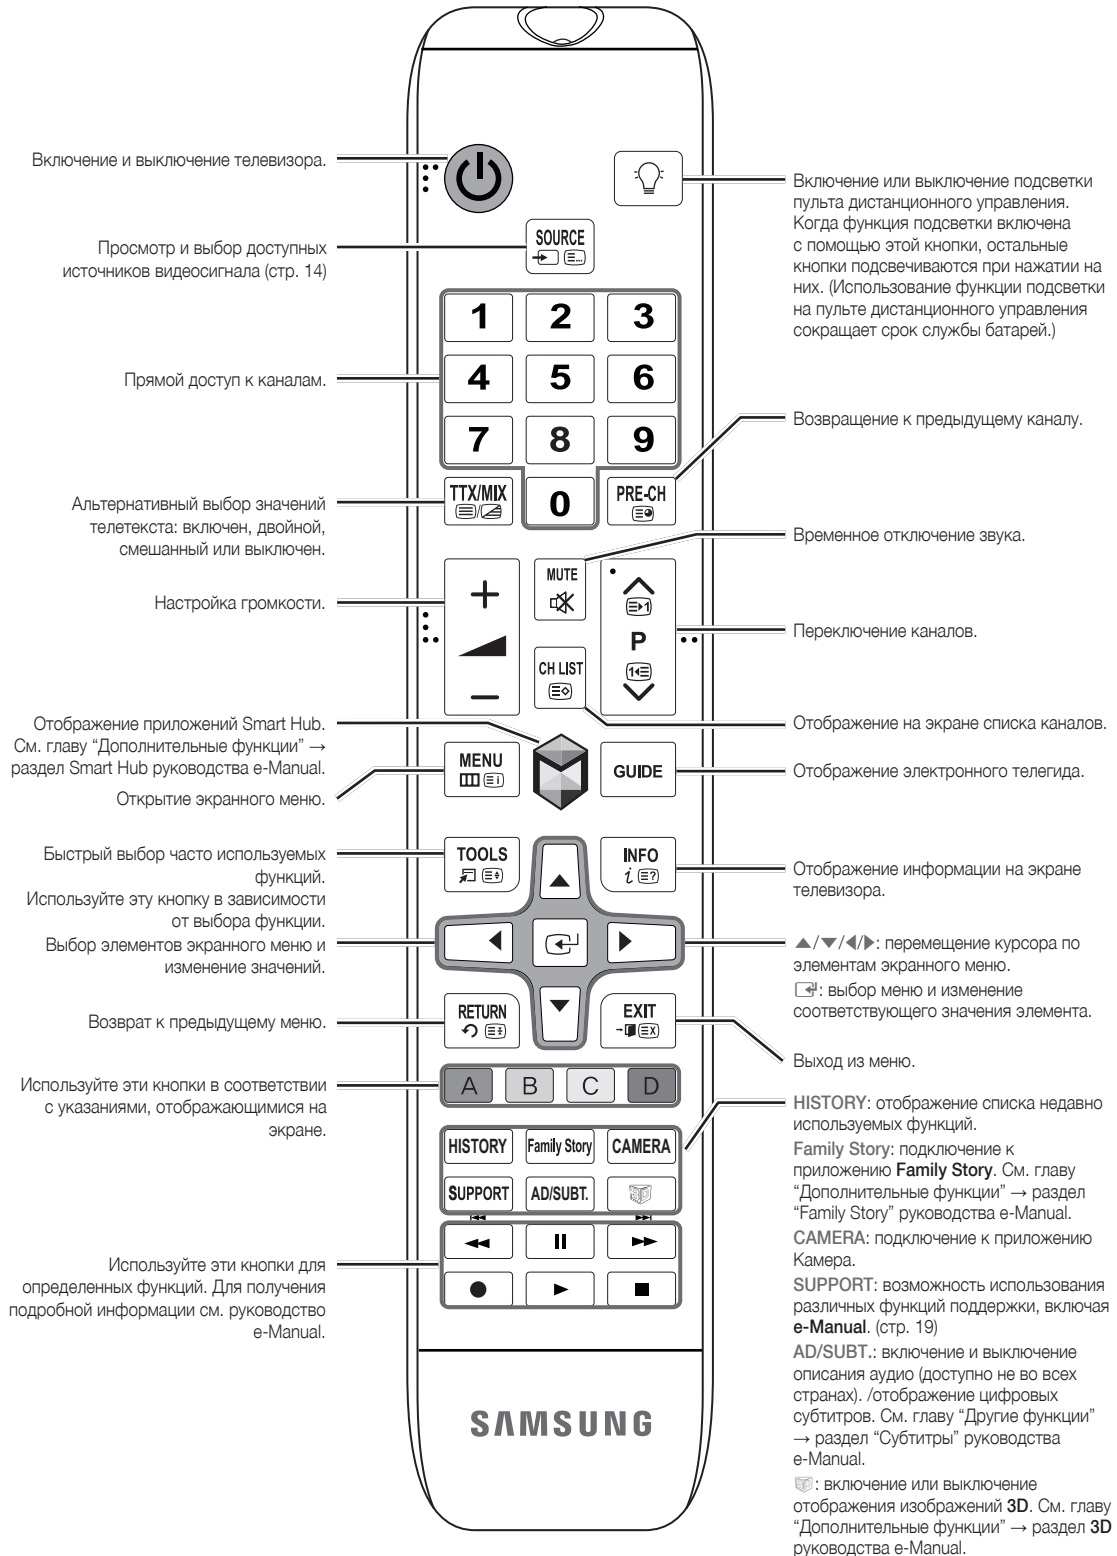 Включение и выключение телевизора.
Просмотр и выбор доступных
источников видеосигнала (стр. 14)
Прямой доступ к каналам.
Альтернативный выбор значений
телетекста: включен, двойной,
смешанный или выключен.
Настройка громкости.
Отображение приложений Smart Hub.
См. главу “Дополнительные функции” →
раздел Smart Hub руководства e-Manual.
Открытие экранного меню.
Быстрый выбор часто используемых
функций.
Используйте эту кнопку в зависимости
от выбора функции.
Выбор элементов экранного меню и
изменение значений.
Возврат к предыдущему меню.
Используйте эти кнопки в соответствии
с указаниями, отображающимися на
экране.
Используйте эти кнопки для
определенных функций. Для получения
подробной информации см. руководство
e-Manual.
SOURCE
1 2 3
4 5 6
7 8 9
TTX/MIX 0 PRE-CH
MUTE
P
CH LIST
MENU GUIDE
TOOLS INFO
RETURN EXIT
A B C D
HISTORY Family Story CAMERA
SUPPORT AD/SUBT.
SAMSUNG
Включение или выключение подсветки
пульта дистанционного управления.
Когда функция подсветки включена
с помощью этой кнопки, остальные
кнопки подсвечиваются при нажатии на
них. (Использование функции подсветки
на пульте дистанционного управления
сокращает срок службы батарей.)
Возвращение к предыдущему каналу.
Временное отключение звука.
Переключение каналов.
Отображение на экране списка каналов.
Отображение электронного телегида.
Отображение информации на экране
телевизора.
▲/▼/◀/▶: перемещение курсора по
элементам экранного меню.
: выбор меню и изменение
соответствующего значения элемента.
Выход из меню.
HISTORY: отображение списка недавно
используемых функций.
Family Story: подключение к
приложению Family Story. См. главу
“Дополнительные функции” → раздел
“Family Story” руководства e-Manual.
CAMERA: подключение к приложению
Камера.
SUPPORT: возможность использования
различных функций поддержки, включая
e-Manual. (стр. 19)
AD/SUBT.: включение и выключение
описания аудио (доступно не во всех
странах). /отображение цифровых
субтитров. См. главу “Другие функции”
→ раздел “Субтитры” руководства
e-Manual.
: включение или выключение
отображения изображений 3D. См. главу
“Дополнительные функции” → раздел 3D
руководства e-Manual.